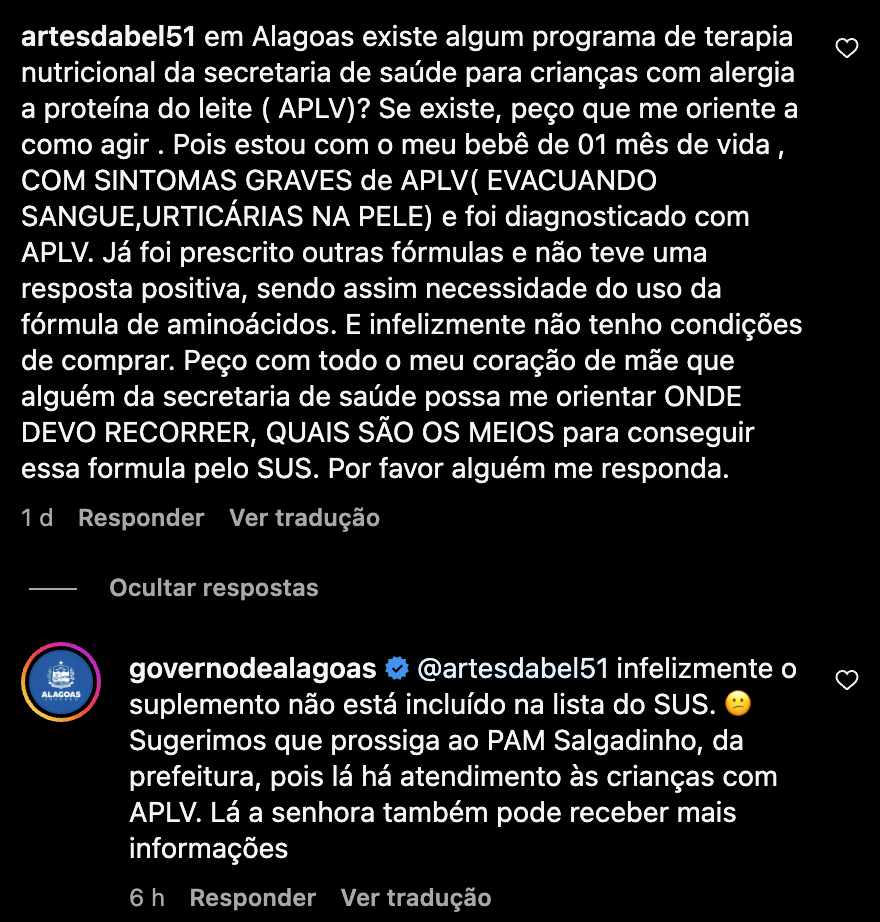 artesdabel51 em Alagoas existe algum programa de terapia
nutricional da secretaria de saúde para crianças com alergia
a proteína do leite ( APLV)? Se existe, peço que me oriente a
como agir . Pois estou com o meu bebê de 01 mês de vida ,
COM SINTOMAS GRAVES de APLV( EVACUANDO
SANGUE,URTICÁRIAS NA PELE) e foi diagnosticado com
APLV. Já foi prescrito outras fórmulas e não teve uma
resposta positiva, sendo assim necessidade do uso da
fórmula de aminoácidos. E infelizmente não tenho condições
de comprar. Peço com todo o meu coração de mãe que
alguém da secretaria de saúde possa me orientar ONDE
DEVO RECORRER, QUAIS SÃO OS MEIOS para conseguir
essa formula pelo SUS. Por favor alguém me responda.
1 d Responder Ver tradução
Ocultar respostas
ALAGOAS
governodealagoas @artesdabel51 infelizmente o
suplemento não está incluído na lista do SUS. 😕
Sugerimos que prossiga ao PAM Salgadinho, da
prefeitura, pois lá há atendimento às crianças com
APLV. Lá a senhora também pode receber mais
informações
6 h Responder Ver tradução